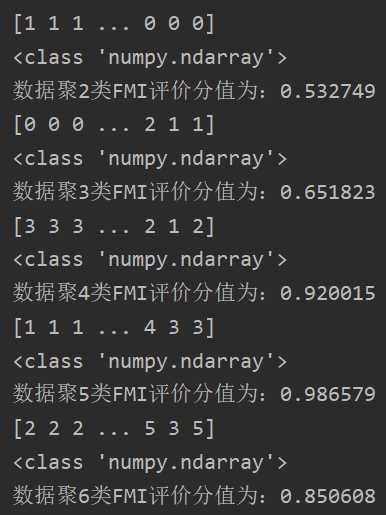 [1 1 1 ... 0 0 0]
<class 'numpy.ndarray'>
数据聚2类FMI评价分值为：0.532749
[0 0 0 ... 2 1 1]
<class 'numpy.ndarray'>
数据聚3类FMI评价分值为：0.651823
[3 3 3 ... 2 1 2]
<class 'numpy.ndarray'>
数据聚4类FMI评价分值为：0.920015
[1 1 1 ... 4 3 3]
<class 'numpy.ndarray'>
数据聚5类FMI评价分值为：0.986579
[2 2 2 ... 5 3 5]
<class 'numpy.ndarray'>
数据聚6类FMI评价分值为：0.850608